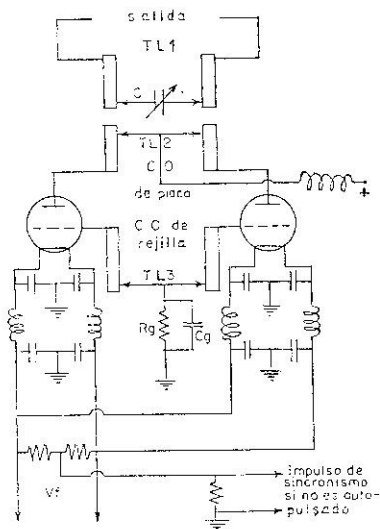 salida
TL1
C
TL2
C O
de placa
+
C O de
rejilla
TL3
Rg
Cg
Vf
Impulso de
sincronismo
si no es auto-
pulsado